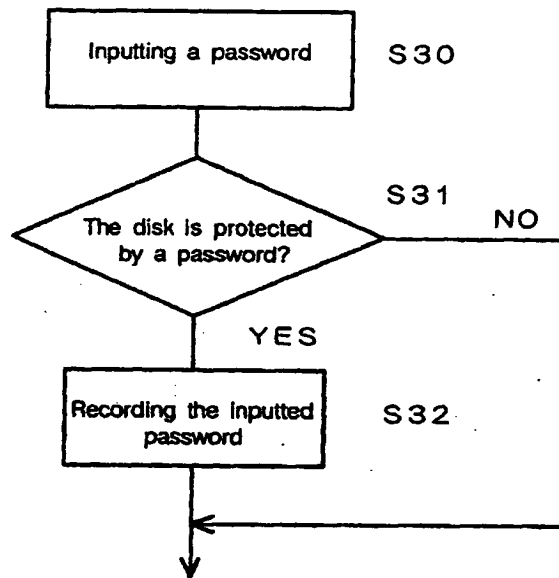 Inputting a password
S30
The disk is protected
by a password?
S31
NO
YES
Recording the inputted
password
S32